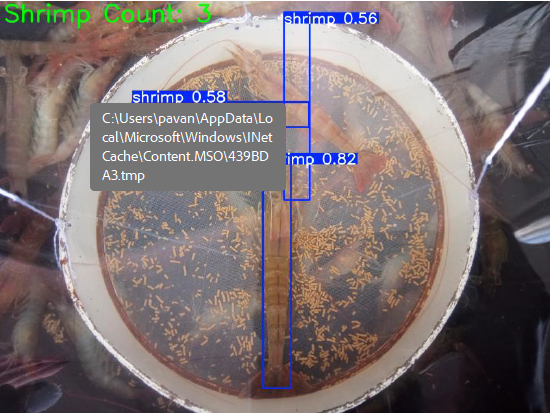 Shrimp Count: 3
shrimp 0.56
shrimp 0.58
C:\Users\pavan\AppData\Lo
cal\Microsoft\Windows\INet
Cache\Content.MSO\439BD
A3.tmp
imp 0.82